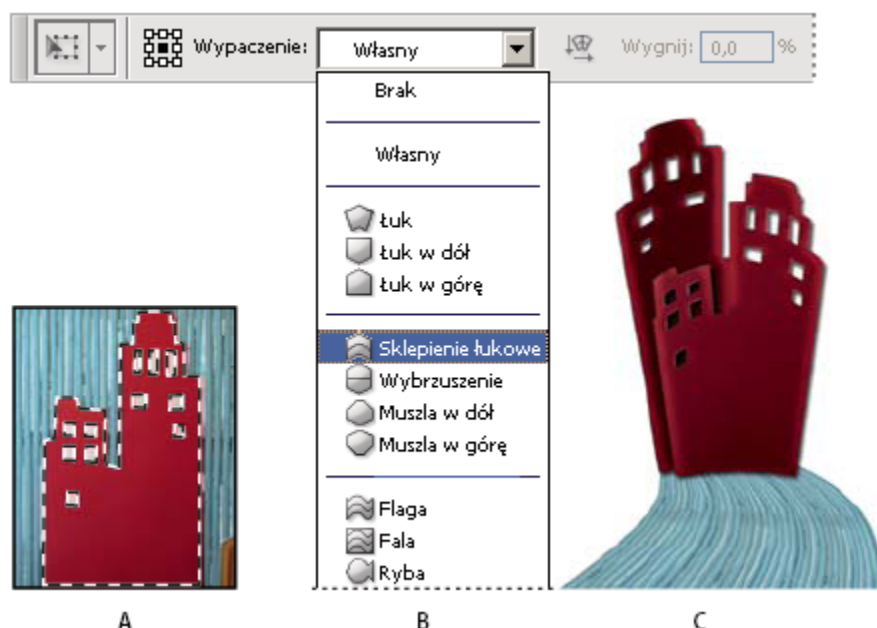 Wypaczenie: Własny Wygnij: 0,0 %
Brak
Własny
Łuk
Łuk w dół
Łuk w górę
Sklepienie łukowe
Wybrzuszenie
Muszla w dół
Muszla w górę
Flaga
Fala
Ryba
A B C